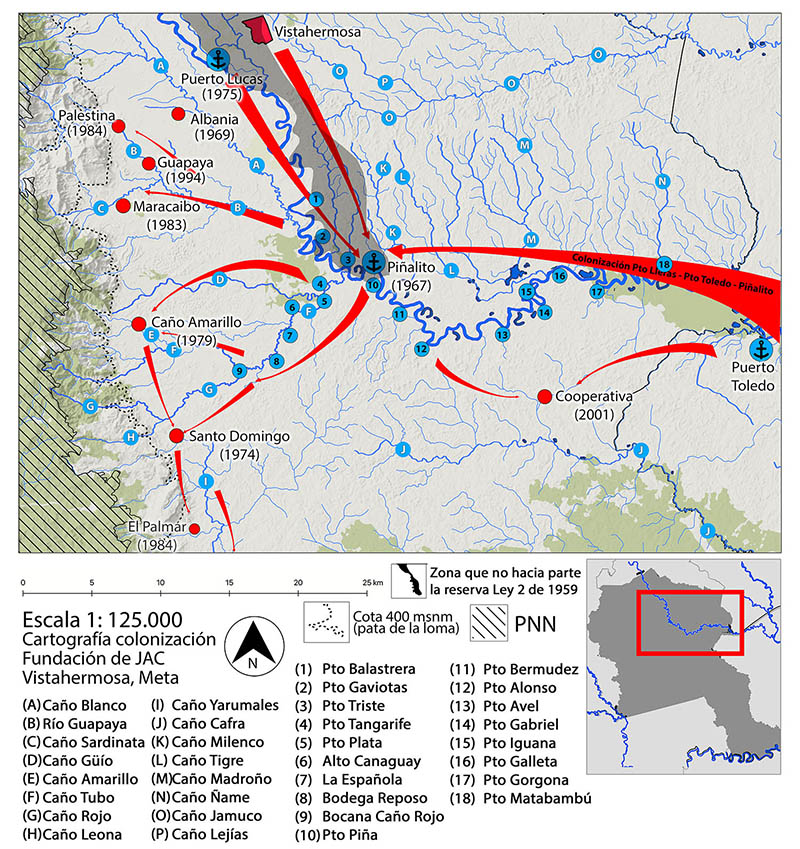 Vistahermosa
Puerto Lucas
(1975)
A
O
P
O
O
Palestina
(1984)
Albania
(1969)
B
Guapaya
(1994)
A
K
L
M
N
Maracaibo
(1983)
C
B
1
2
3
K
M
18
Piñalito
(1967)
L
Colonización Pto Lleras - Pto Toledo - Piñalito
D
4
5
6
F
10
11
15
16
17
14
13
12
Caño Amarillo
(1979)
E
F
7
8
9
Puerto
Toledo
G
G
Cooperativa
(2001)
H
Santo Domingo
(1974)
J
J
I
El Palmar
(1984)
J
0 5 10 15 20 25 km
Zona que no hacia parte
la reserva Ley 2 de 1959
Escala 1: 125.000
Cartografía colonización
Fundación de JAC
Vistahermosa, Meta
N
Cota 400 msnm
(pata de la loma)
PNN
(A) Caño Blanco
(B) Río Guapaya
(C) Caño Sardinata
(D) Caño Güío
(E) Caño Amarillo
(F) Caño Tubo
(G) Caño Rojo
(H) Caño Leona
(I) Caño Yarumales
(J) Caño Cafra
(K) Caño Milenco
(L) Caño Tigre
(M) Caño Madroño
(N) Caño Ñame
(O) Caño Jamuco
(P) Caño Lejías
(1) Pto Balastrera
(2) Pto Gaviotas
(3) Pto Triste
(4) Pto Tangarife
(5) Pto Plata
(6) Alto Canaguay
(7) La Española
(8) Bodega Reposo
(9) Bocana Caño Rojo
(10) Pto Piña
(11) Pto Bermudez
(12) Pto Alonso
(13) Pto Avel
(14) Pto Gabriel
(15) Pto Iguana
(16) Pto Galleta
(17) Pto Gorgona
(18) Pto Matabambú